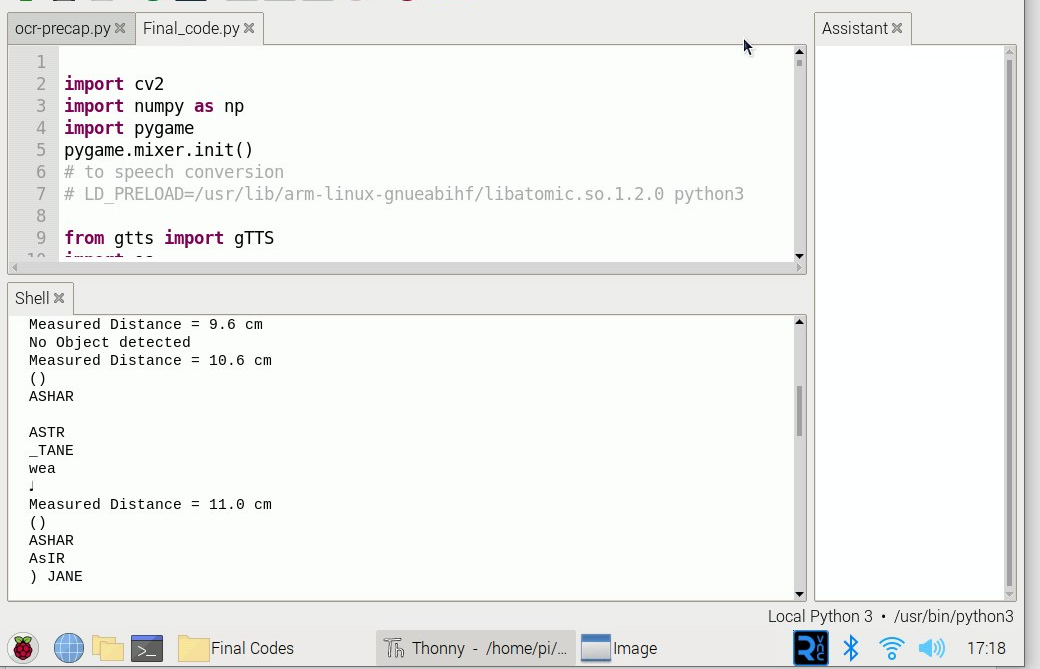 ocr-precap.py
Final_code.py
Assistant
1
2 import cv2
3 import numpy as np
4 import pygame
5 pygame.mixer.init()
6 # to speech conversion
7 # LD_PRELOAD=/usr/lib/arm-linux-gnueabihf/libatomic.so.1.2.0 python3
8
9 from gtts import gTTS
Shell
Measured Distance = 9.6 cm
No Object detected
Measured Distance = 10.6 cm
()
ASHAR
ASTR
_TANE
wea
♩
Measured Distance = 11.0 cm
()
ASHAR
AsIR
) JANE
Local Python 3 • /usr/bin/python3
Final Codes
Thonny - /home/pi/...
Image
17:18